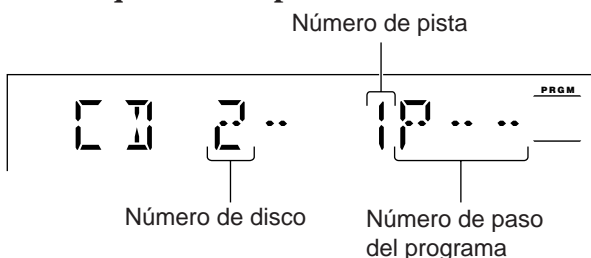 Número de pista
PRGM
CD 2-- 1P-- --
Número de disco
Número de paso
del programa